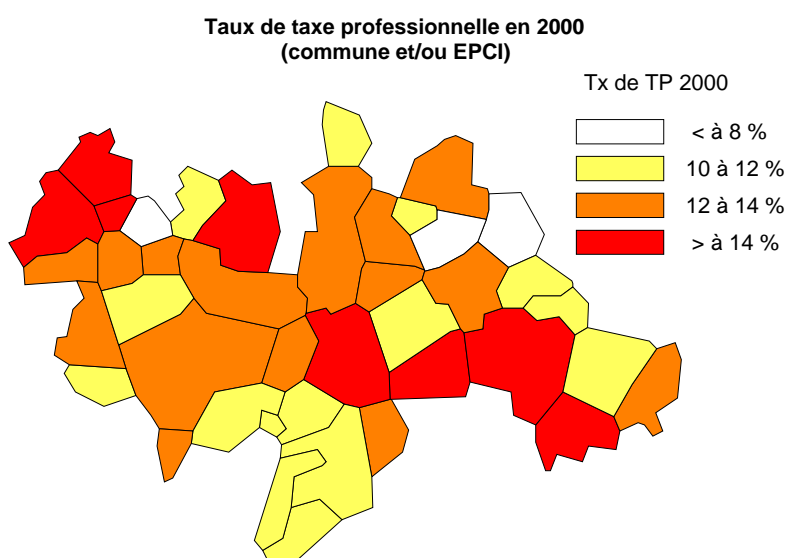 Taux de taxe professionnelle en 2000
(commune et/ou EPCI)
Tx de TP 2000
< à 8 %
10 à 12 %
12 à 14 %
> à 14 %